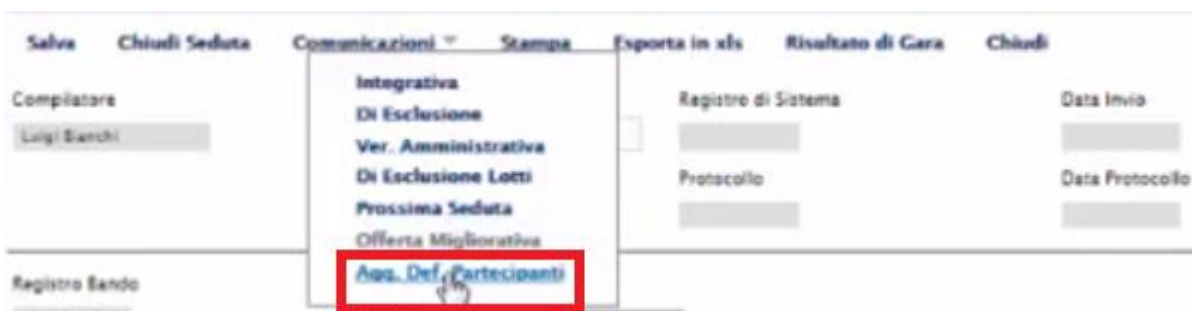 Salva Chiudi Seduta Comunicazioni Stampa Esporta in xls Risultato di Gara Chiudi
Integrativa
Di Esclusione
Ver. Amministrativa
Di Esclusione Lotti
Prossima Seduta
Offerta Migliorativa
Agg. Def. Partecipanti
Compilatore
Luigi Bianchi
Registro di Sistema
Data Invio
Protocollo
Data Protocollo
Registro Bando